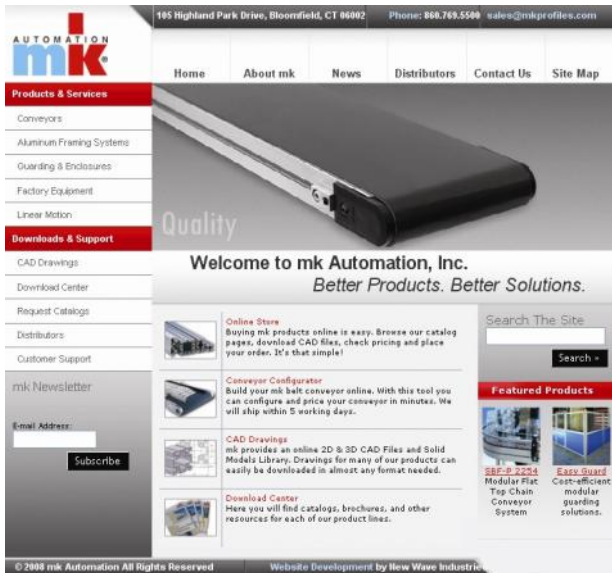 105 Highland Park Drive, Bloomfield, CT 06002 Phone: 860.769.5500 sales@mkprofiles.com
AUTOMATION
mk
Home About mk News Distributors Contact Us Site Map
Products & Services
Conveyors
Aluminum Framing Systems
Guarding & Enclosures
Factory Equipment
Linear Motion
Downloads & Support
CAD Drawings
Download Center
Request Catalogs
Distributors
Customer Support
mk Newsletter
E-mail Address:
Subscribe
Quality
Welcome to mk Automation, Inc.
Better Products. Better Solutions.
Online Store
Buying mk products online is easy. Browse our catalog
pages, download CAD files, check pricing and place
your order. It's that simple!
Conveyor Configurator
Build your mk belt conveyor online. With this tool you
can configure and price your conveyor in minutes. We
will ship within 5 working days.
CAD Drawings
mk provides an online 2D & 3D CAD Files and Solid
Models Library. Drawings for many of our products can
easily be downloaded in almost any format needed.
Download Center
Here you will find catalogs, brochures, and other
resources for each of our product lines.
Search The Site
Search »
Featured Products
SBF-P 2254
Modular Flat
Top Chain
Conveyor
System
Easy Guard
Cost-efficient
modular
guarding
solutions.
© 2008 mk Automation All Rights Reserved Website Development by New Wave Industrie